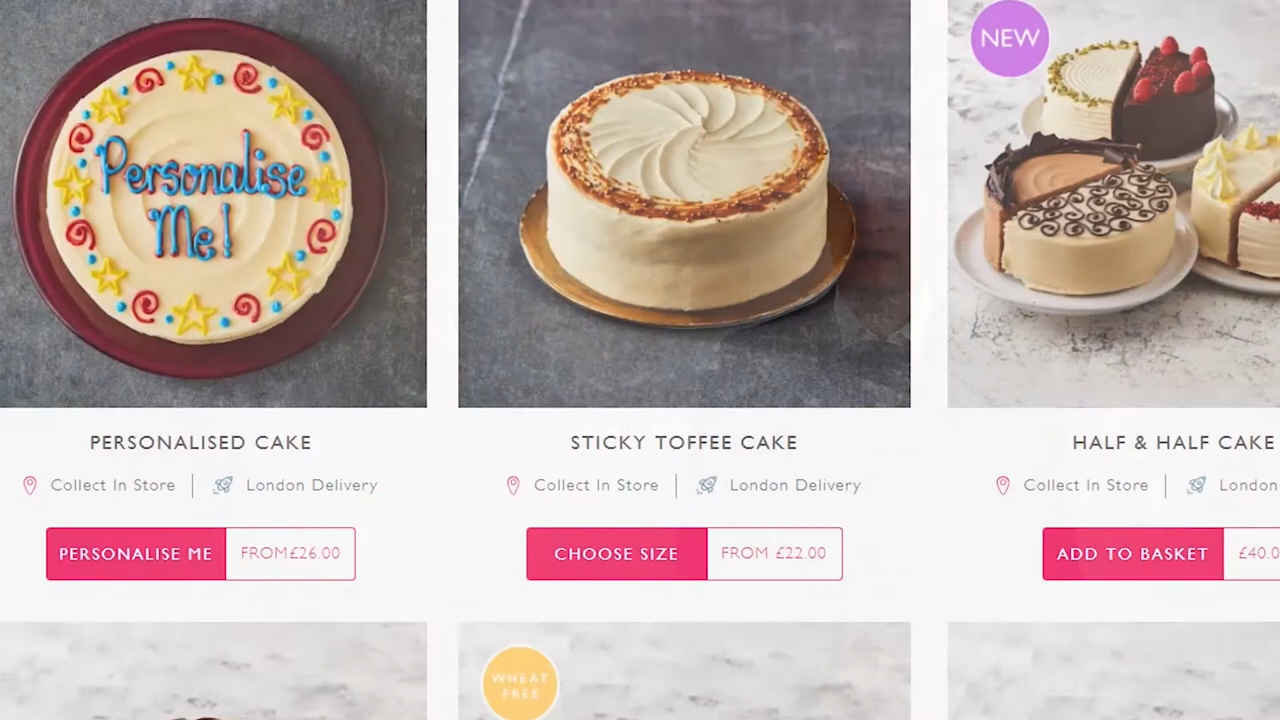 NEW
Personalise
Me!
PERSONALISED CAKE
STICKY TOFFEE CAKE
HALF & HALF CAKE
Collect In Store
London Delivery
Collect In Store
London Delivery
Collect In Store
London
PERSONALISE ME
FROM£26.00
CHOOSE SIZE
FROM £22.00
ADD TO BASKET
£40.0
WHEAT
FREE